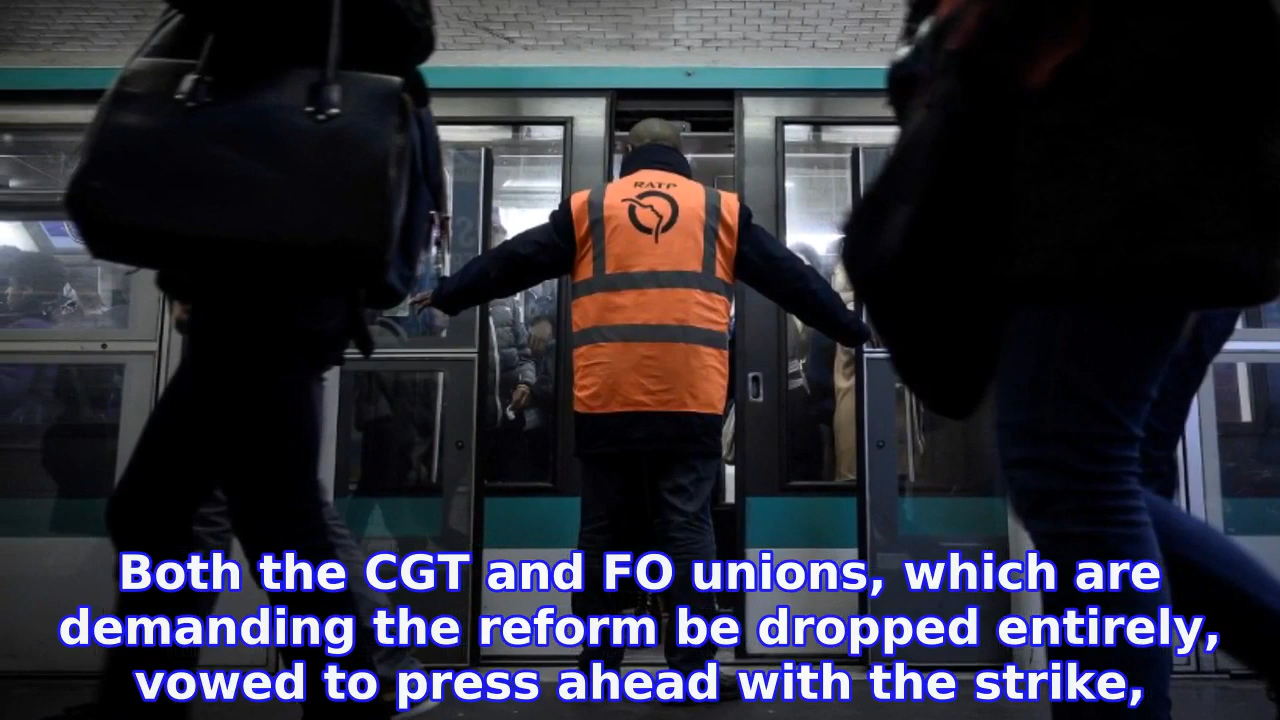 RATP
Both the CGT and FO unions, which are
demanding the reform be dropped entirely,
vowed to press ahead with the strike,